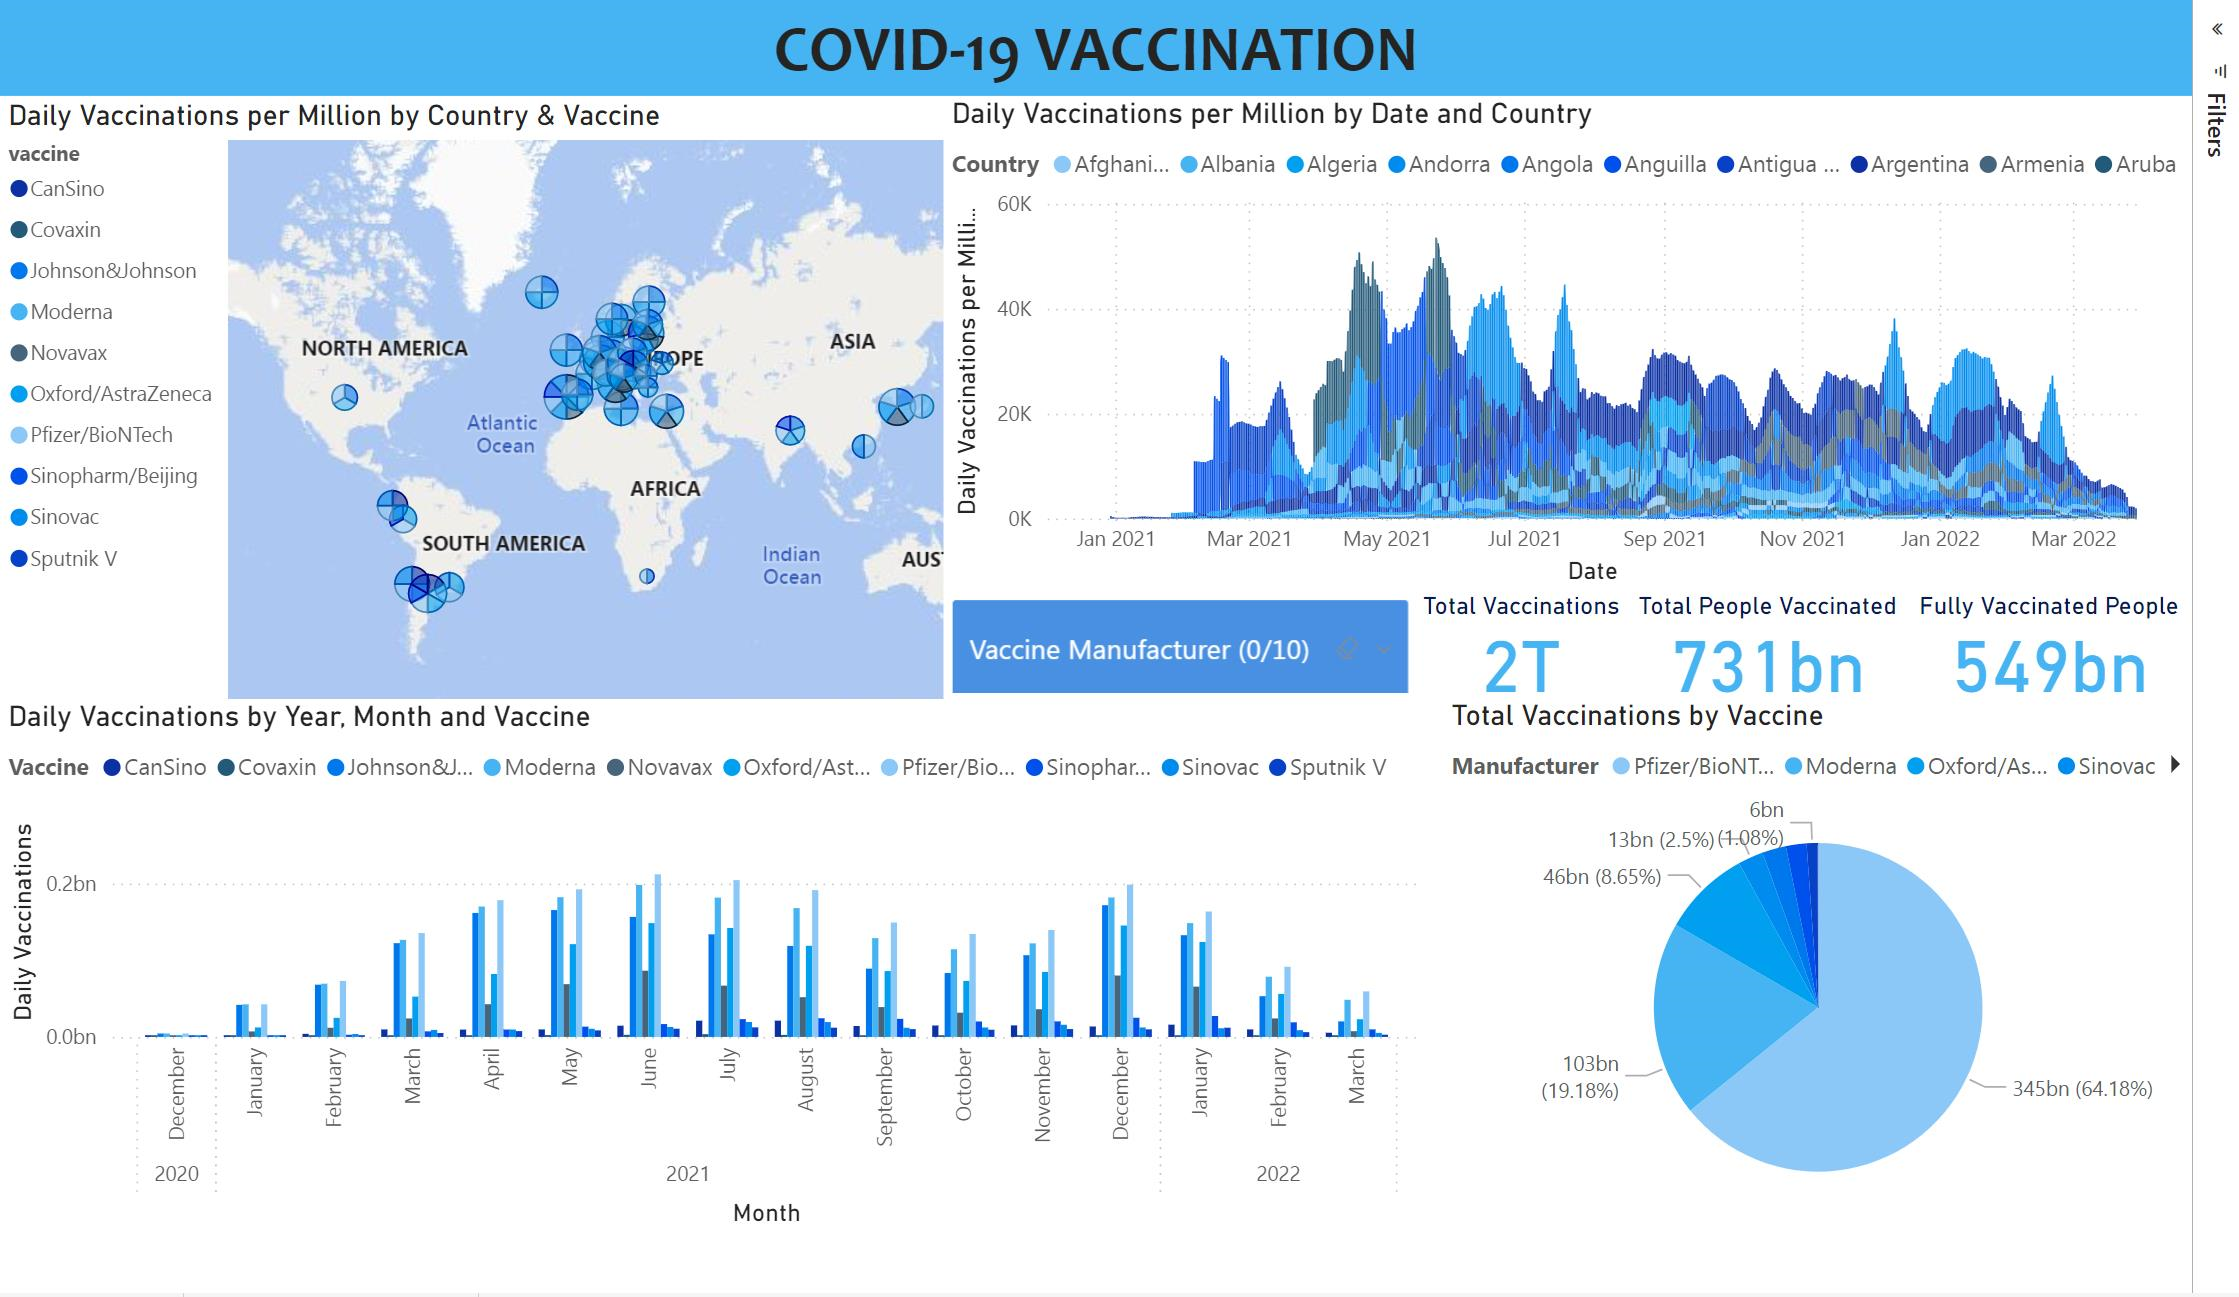 COVID-19 VACCINATION
Filters
Daily Vaccinations per Million by Country & Vaccine
vaccine
CanSino
Covaxin
Johnson&Johnson
Moderna
Novavax
Oxford/AstraZeneca
Pfizer/BioNTech
Sinopharm/Beijing
Sinovac
Sputnik V
NORTH AMERICA
ASIA
Atlantic
Ocean
AFRICA
SOUTH AMERICA
Indian
Ocean
AUS
Daily Vaccinations per Million by Date and Country
Country Afghani... Albania Algeria Andorra Angola Anguilla Antigua ... Argentina Armenia Aruba
Daily Vaccinations per Milli...
60K
40K
20K
0K
Jan 2021 Mar 2021 May 2021 Jul 2021 Sep 2021 Nov 2021 Jan 2022 Mar 2022
Date
Vaccine Manufacturer (0/10)
Total Vaccinations
2T
Total People Vaccinated
731bn
Fully Vaccinated People
549bn
Daily Vaccinations by Year, Month and Vaccine
Vaccine CanSino Covaxin Johnson&J... Moderna Novavax Oxford/Ast... Pfizer/Bio... Sinophar... Sinovac Sputnik V
Daily Vaccinations
0.2bn
0.0bn
December January February March April May June July August September October November December January February March
2020 2021 2022
Month
Total Vaccinations by Vaccine
Manufacturer Pfizer/BioNT... Moderna Oxford/As... Sinovac
6bn
(1.08%)
13bn (2.5%)
46bn (8.65%)
103bn
(19.18%)
345bn (64.18%)